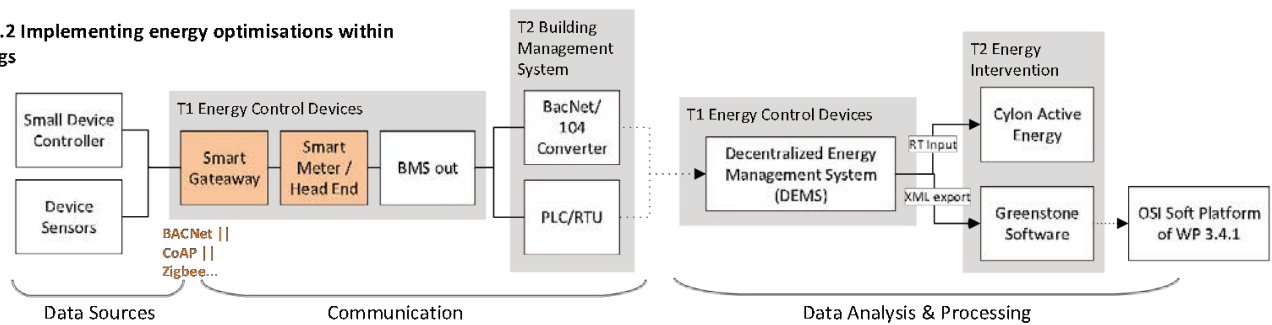 .2 Implementing energy optimisations within
gs
Small Device
Controller
Device
Sensors
T1 Energy Control Devices
Smart
Gateaway
Smart
Meter /
Head End
BMS out
BACNet ||
CoAP ||
Zigbee...
T2 Building
Management
System
BacNet/
104
Converter
PLC/RTU
T1 Energy Control Devices
Decentralized Energy
Management System
(DEMS)
RT Input
XML export
T2 Energy
Intervention
Cylon Active
Energy
Greenstone
Software
OSI Soft Platform
of WP 3.4.1
Data Sources
Communication
Data Analysis & Processing